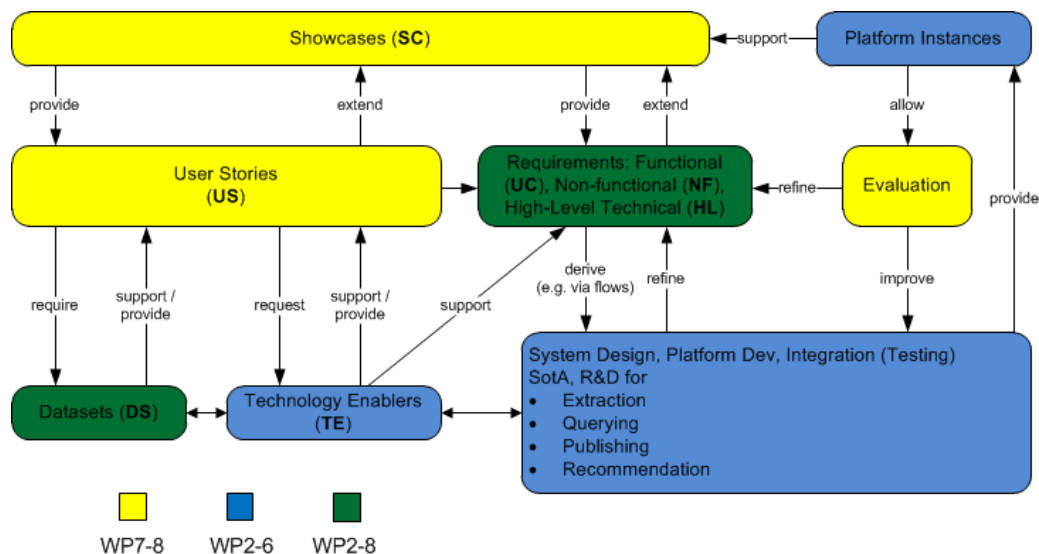 Showcases (SC)
support
Platform Instances
provide
extend
provide
extend
allow
User Stories
(US)
Requirements: Functional
(UC), Non-functional (NF),
High-Level Technical (HL)
refine
Evaluation
provide
require
support /
provide
request
support /
provide
support
derive
(e.g. via flows)
refine
improve
System Design, Platform Dev, Integration (Testing)
SotA, R&D for
• Extraction
• Querying
• Publishing
• Recommendation
Datasets (DS)
Technology Enablers
(TE)
WP7-8
WP2-6
WP2-8